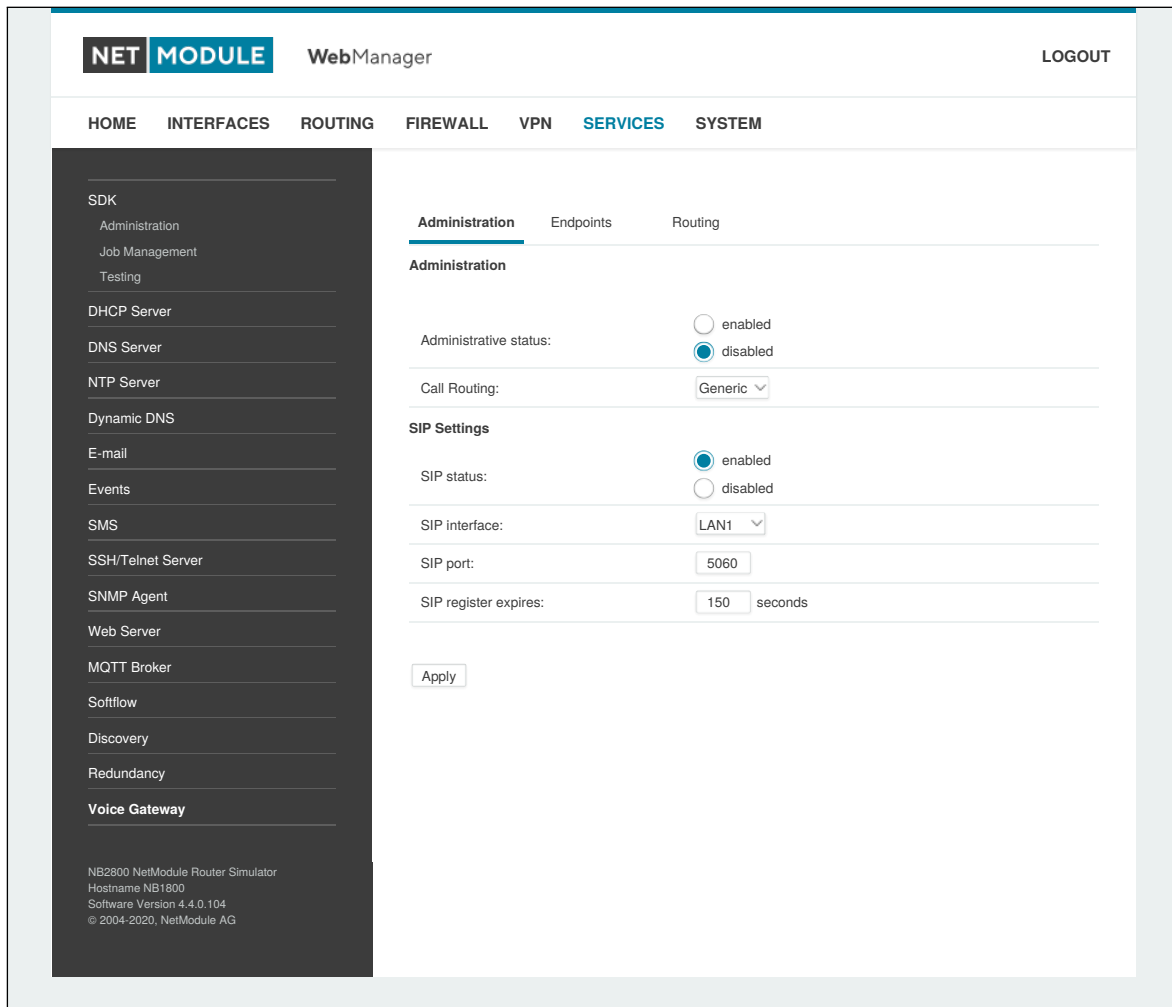 NET MODULE WebManager LOGOUT
HOME INTERFACES ROUTING FIREWALL VPN SERVICES SYSTEM
SDK
Administration
Job Management
Testing
DHCP Server
DNS Server
NTP Server
Dynamic DNS
E-mail
Events
SMS
SSH/Telnet Server
SNMP Agent
Web Server
MQTT Broker
Softflow
Discovery
Redundancy
Voice Gateway
NB2800 NetModule Router Simulator
Hostname NB1800
Software Version 4.4.0.104
© 2004-2020, NetModule AG
Administration Endpoints Routing
Administration
Administrative status:
enabled
disabled
Call Routing: Generic
SIP Settings
SIP status:
enabled
disabled
SIP interface: LAN1
SIP port: 5060
SIP register expires: 150 seconds
Apply